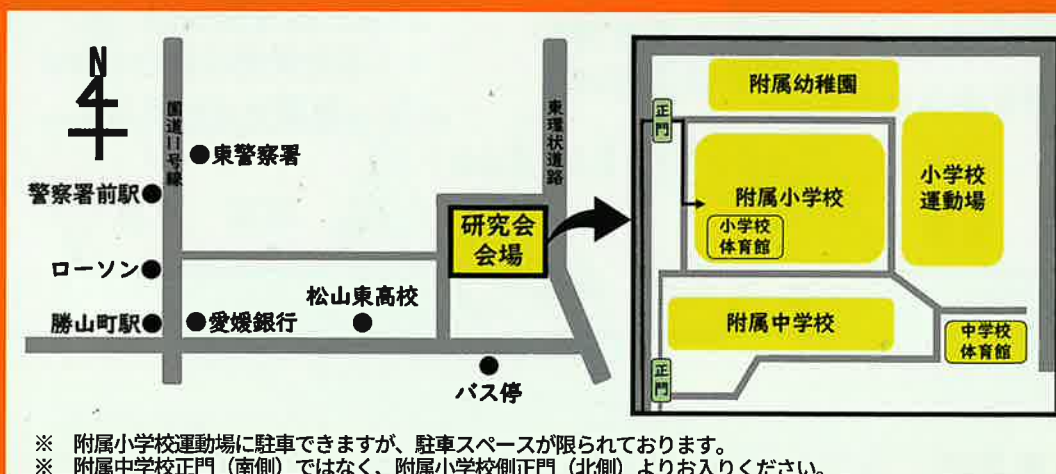 N
国道11号線
東警察署
警察署前駅
ローソン
勝山町駅
愛媛銀行
松山東高校
バス停
東環状道路
研究会
会場
正門
附属幼稚園
附属小学校
小学校
体育館
小学校
運動場
附属中学校
中学校
体育館
正門
※ 附属小学校運動場に駐車できますが、駐車スペースが限られております。
※ 附属中学校正門（南側）ではなく、附属小学校側正門（北側）よりお入りください。